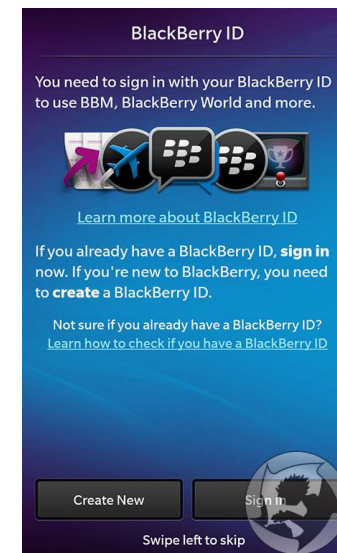 BlackBerry ID
You need to sign in with your BlackBerry ID
to use BBM, BlackBerry World and more.
Learn more about BlackBerry ID
If you already have a BlackBerry ID, sign in
now. If you're new to BlackBerry, you need
to create a BlackBerry ID.
Not sure if you already have a BlackBerry ID?
Learn how to check if you have a BlackBerry ID
Create New
Sign In
Swipe left to skip